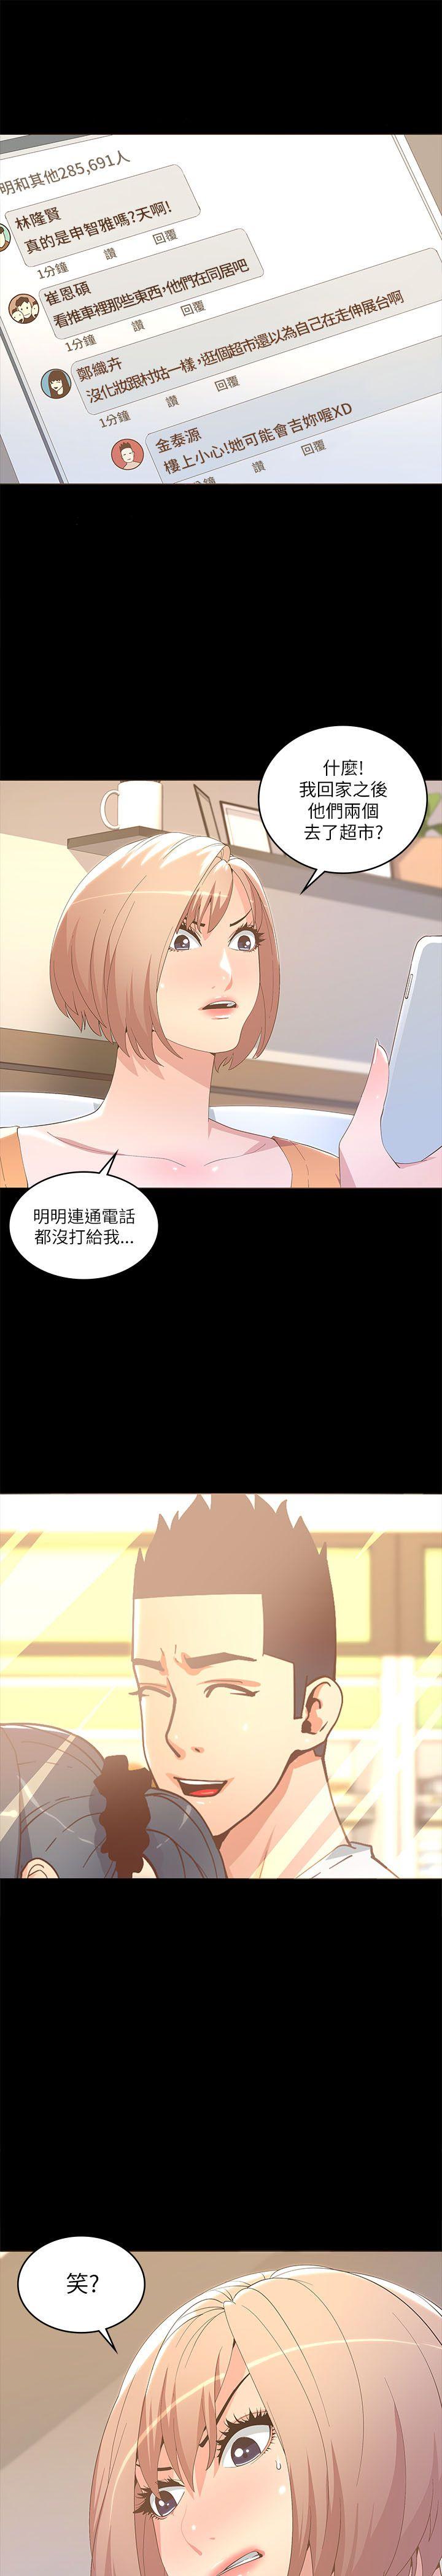 明和其他285,691人
林隆賢
真的是申智雅嗎?天啊!
1分鐘 讚 回覆
崔恩碩
看推車裡那些東西,他們在同居吧
1分鐘 讚 回覆
鄭織卉
沒化妝跟村姑一樣,逛個超市還以為自己在走伸展台啊
1分鐘 讚 回覆
金泰源
樓上小心!她可能會吉妳喔XD
分鐘 讚 回覆
什麼!
我回家之後
他們兩個
去了超市?
明明連通電話
都沒打給我...
笑?